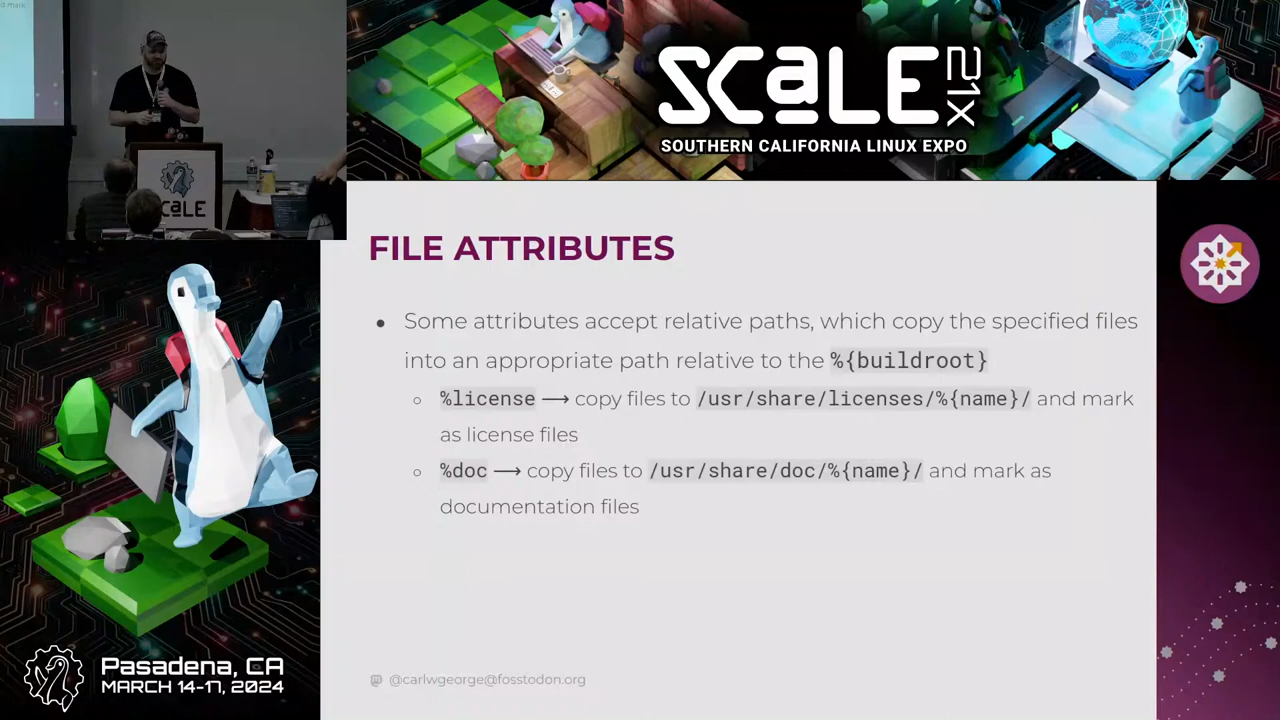 d mark
SCaLE 21X
SOUTHERN CALIFORNIA LINUX EXPO
SCaLE
FILE ATTRIBUTES
● Some attributes accept relative paths, which copy the specified files
into an appropriate path relative to the %{buildroot}
○ %license ⟶ copy files to /usr/share/licenses/%{name}/ and mark
as license files
○ %doc ⟶ copy files to /usr/share/doc/%{name}/ and mark as
documentation files
@carlwgeorge@fosstodon.org
Pasadena, CA
MARCH 14-17, 2024